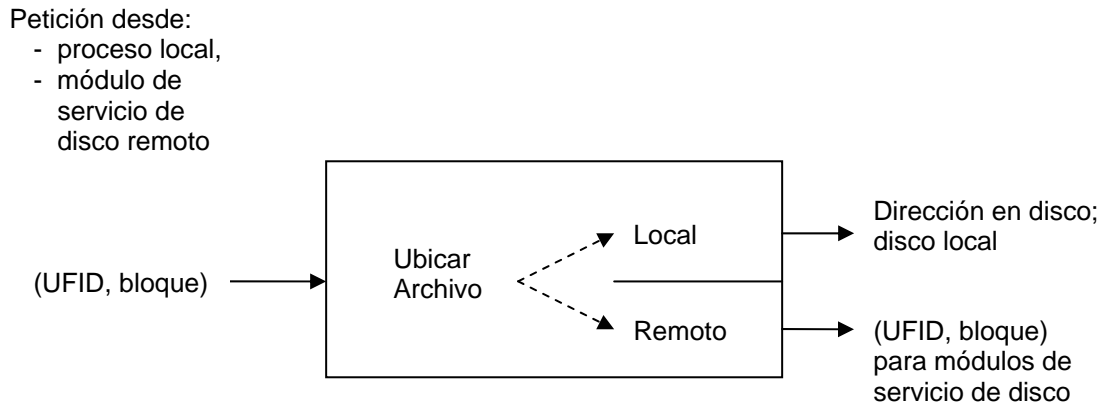 Petición desde:
- proceso local,
- módulo de
servicio de
disco remoto
(UFID, bloque)
Ubicar
Archivo
Local
Remoto
Dirección en disco;
disco local
(UFID, bloque)
para módulos de
servicio de disco